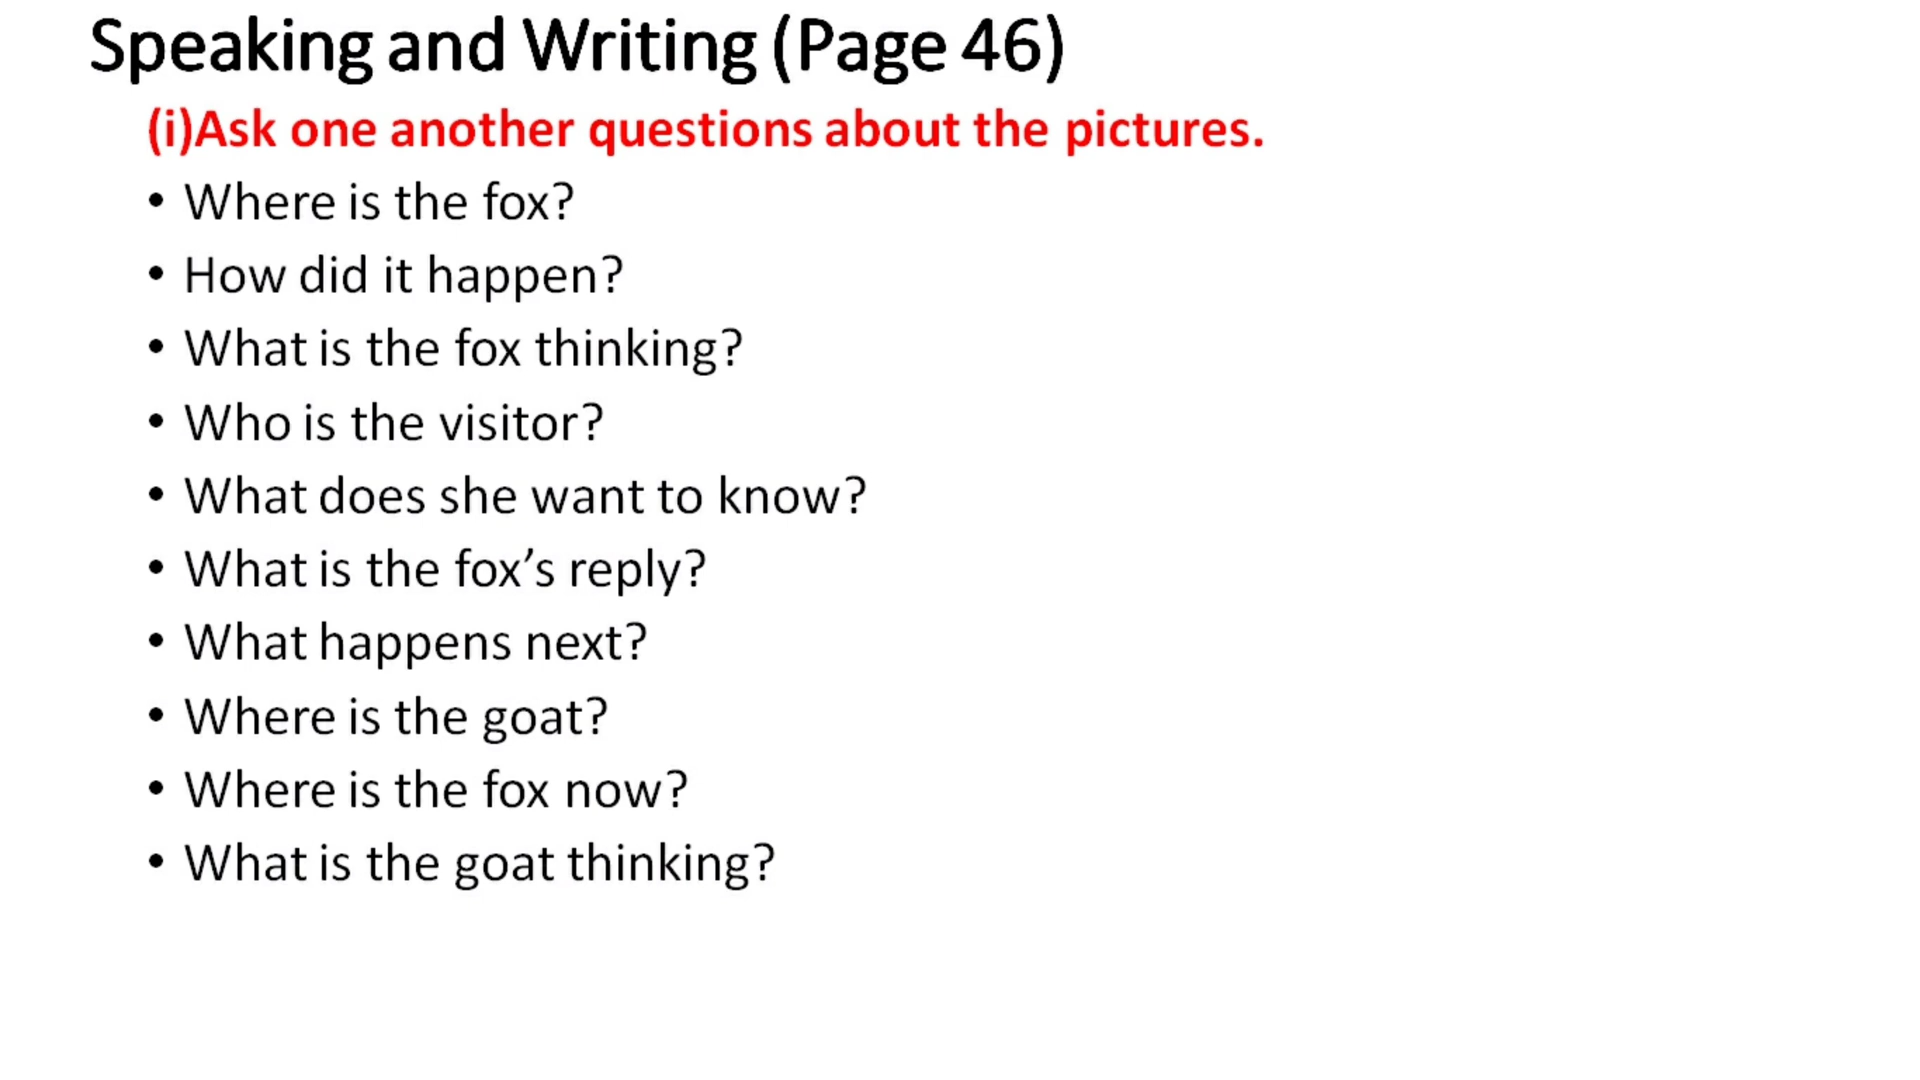 Speaking and Writing (Page 46)
(i)Ask one another questions about the pictures.
• Where is the fox?
• How did it happen?
• What is the fox thinking?
• Who is the visitor?
• What does she want to know?
• What is the fox’s reply?
• What happens next?
• Where is the goat?
• Where is the fox now?
• What is the goat thinking?